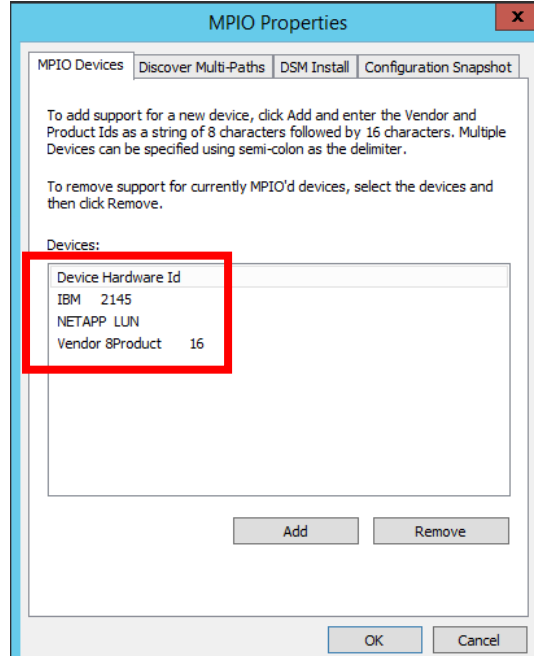 MPIO Properties
x
MPIO Devices Discover Multi-Paths DSM Install Configuration Snapshot
To add support for a new device, click Add and enter the Vendor and
Product Ids as a string of 8 characters followed by 16 characters. Multiple
Devices can be specified using semi-colon as the delimiter.
To remove support for currently MPIO'd devices, select the devices and
then click Remove.
Devices:
Device Hardware Id
IBM     2145
NETAPP  LUN
Vendor 8Product       16
Add Remove
OK Cancel